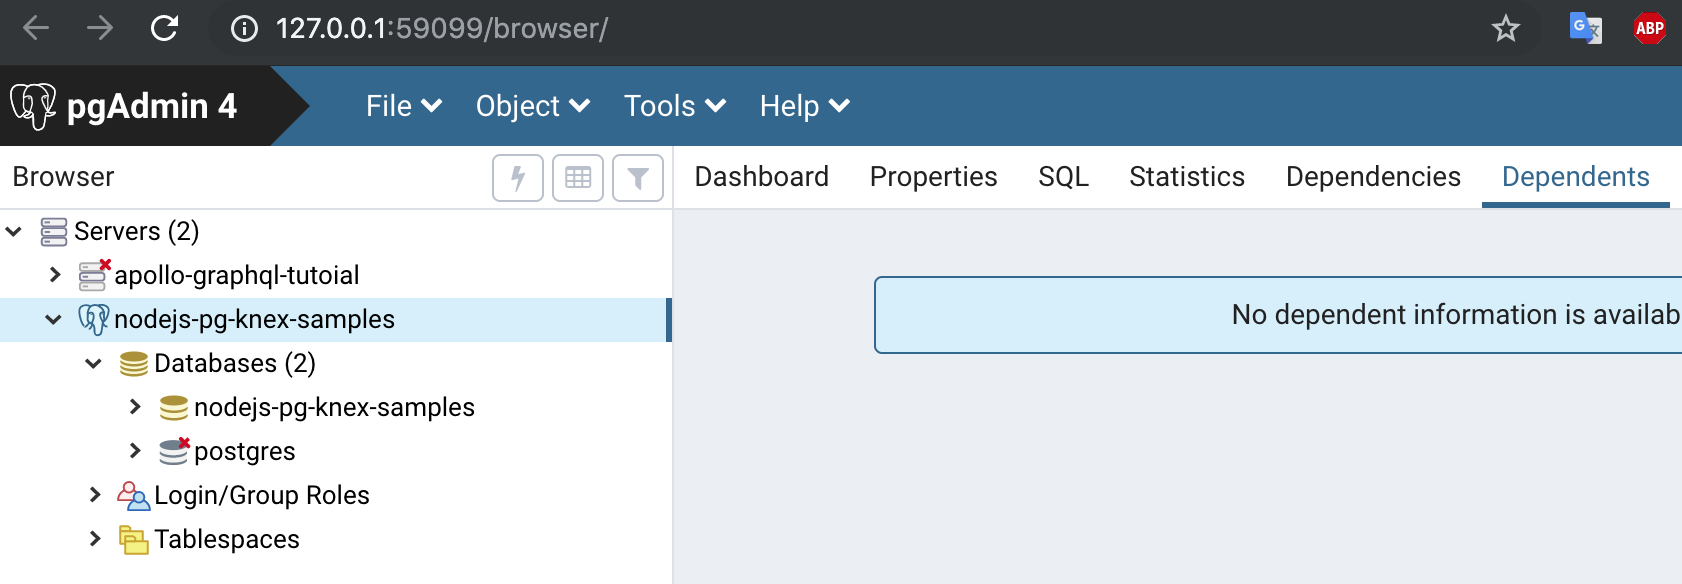 127.0.0.1:59099/browser/
ABP
pgAdmin 4
File
Object
Tools
Help
Browser
Dashboard
Properties
SQL
Statistics
Dependencies
Dependents
Servers (2)
apollo-graphql-tutoial
nodejs-pg-knex-samples
Databases (2)
nodejs-pg-knex-samples
postgres
Login/Group Roles
Tablespaces
No dependent information is availab